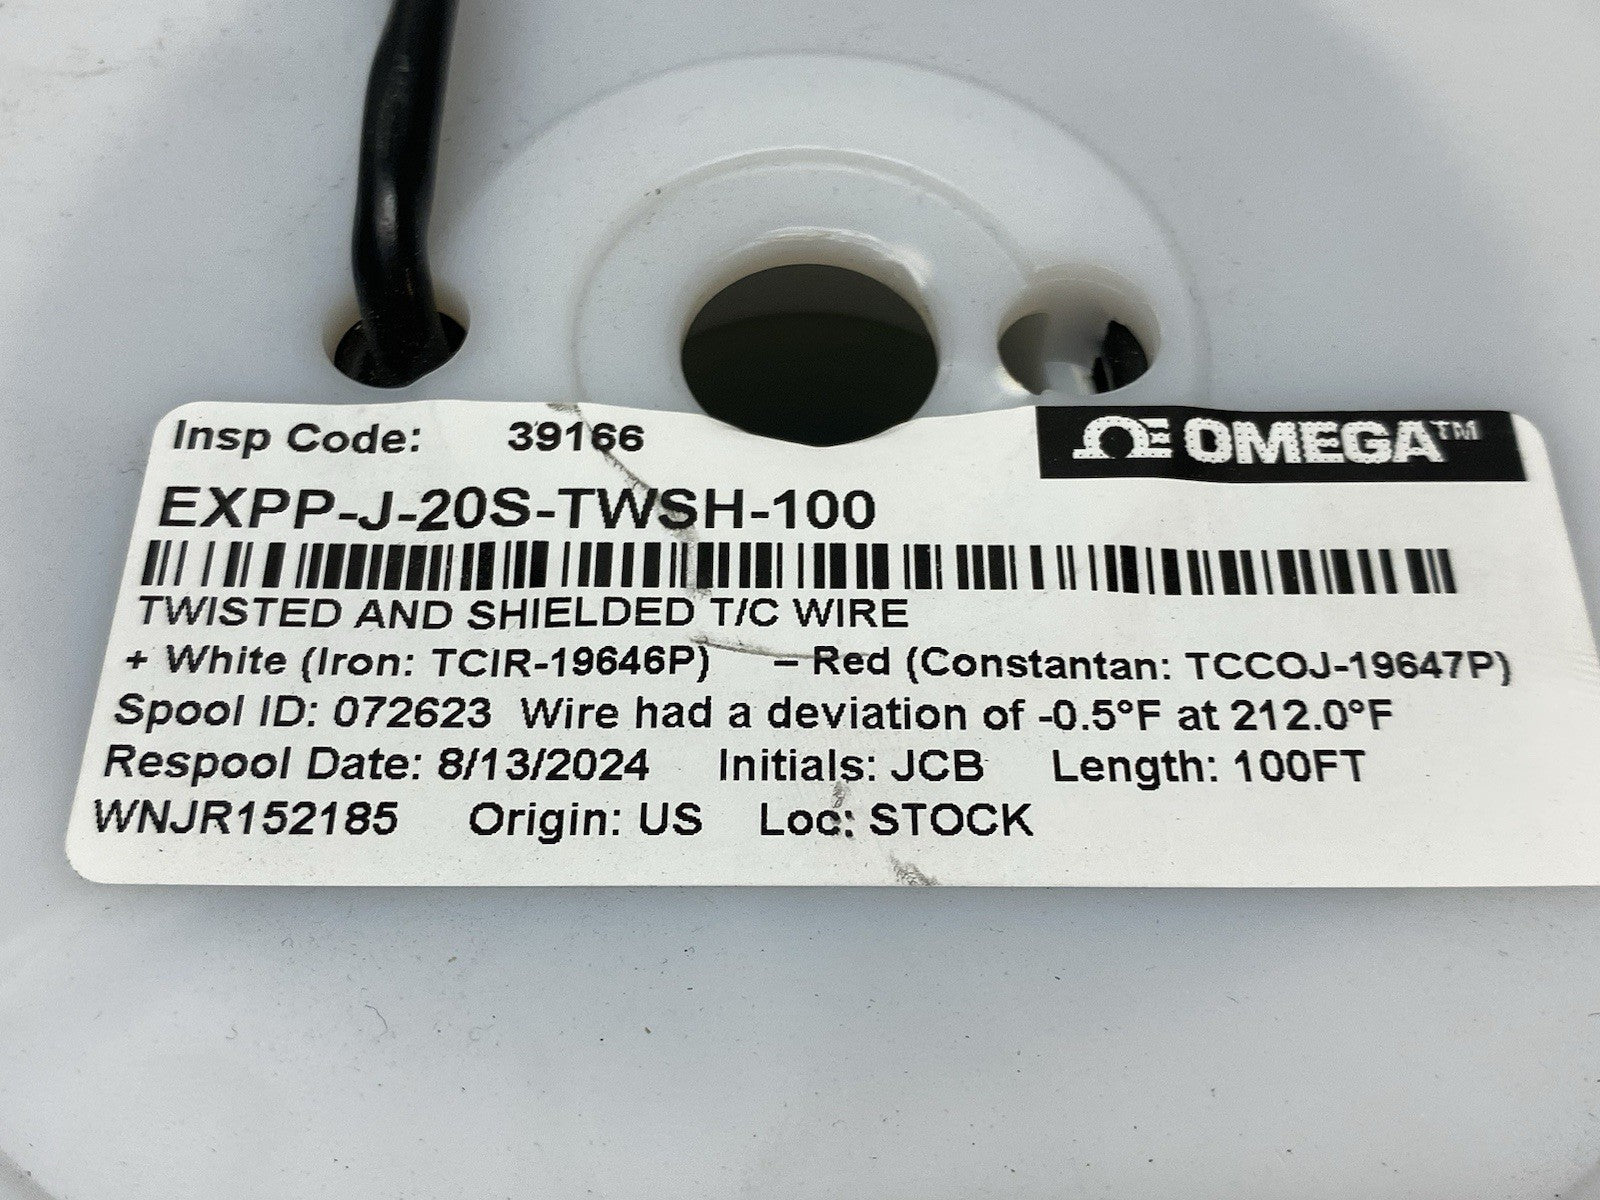 Insp Code: 39166
OMEGA™
EXPP-J-20S-TWSH-100
TWISTED AND SHIELDED T/C WIRE
+ White (Iron: TCIR-19646P) – Red (Constantan: TCCOJ-19647P)
Spool ID: 072623 Wire had a deviation of -0.5°F at 212.0°F
Respool Date: 8/13/2024 Initials: JCB Length: 100FT
WNJR152185 Origin: US Loc: STOCK